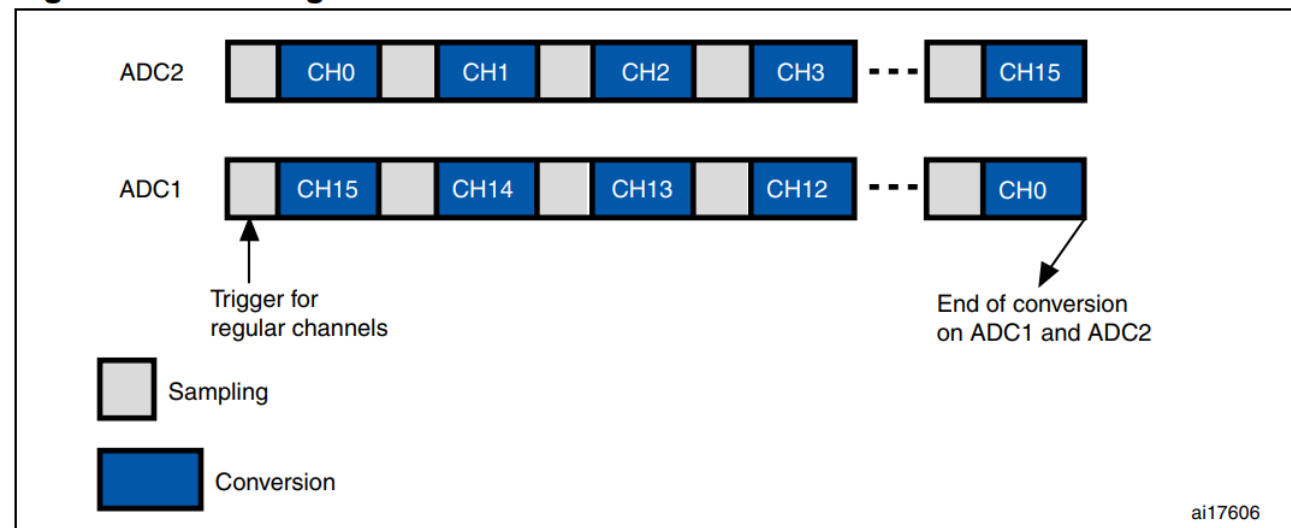 ADC2 CH0 CH1 CH2 CH3 CH15
ADC1 CH15 CH14 CH13 CH12 CH0
Trigger for
regular channels
End of conversion
on ADC1 and ADC2
Sampling
Conversion
ai17606